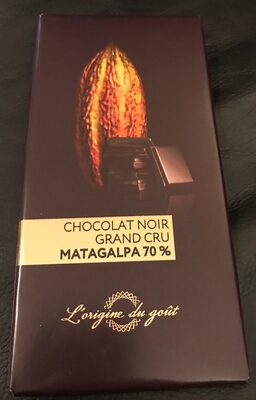 CHOCOLAT NOIR
GRAND CRU
MATAGALPA 70 %
L'origine du goût